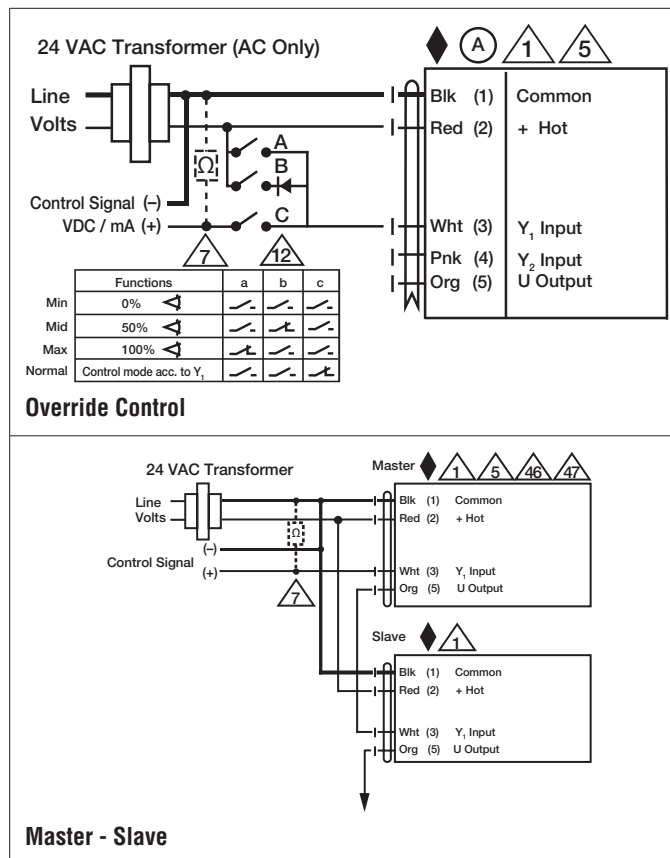 24 VAC Transformer (AC Only)
A 1 5
Line
Volts
Blk (1) Common
Red (2) + Hot
A
B
Ω
Control Signal (–)
VDC / mA (+)
C
Wht (3) Y₁ Input
Pnk (4) Y₂ Input
Org (5) U Output
7 12
Functions a b c
Min 0%
Mid 50%
Max 100%
Normal Control mode acc. to Y₁
Override Control
24 VAC Transformer
Master 1 5 46 47
Line
Volts
Blk (1) Common
Red (2) + Hot
Ω
(–)
Control Signal
(+)
Wht (3) Y₁ Input
Org (5) U Output
7
Slave 1
Blk (1) Common
Red (2) + Hot
Wht (3) Y₁ Input
Org (5) U Output
Master - Slave